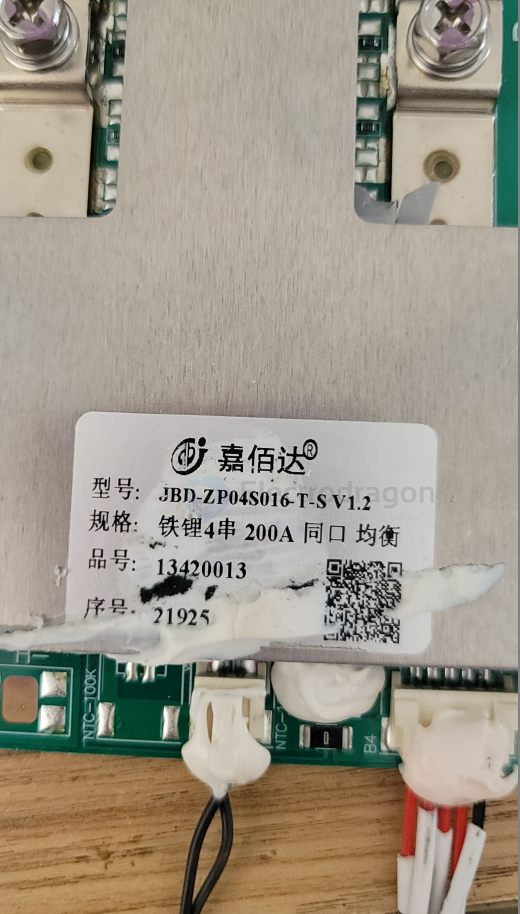 嘉佰达®
型号: JBD-ZP04S016-T-S V1.2
Electrodragon
规格: 铁锂4串 200A 同口 均衡
品号: 13420013
序号: 21925
NTC-100K
NTC-
B4